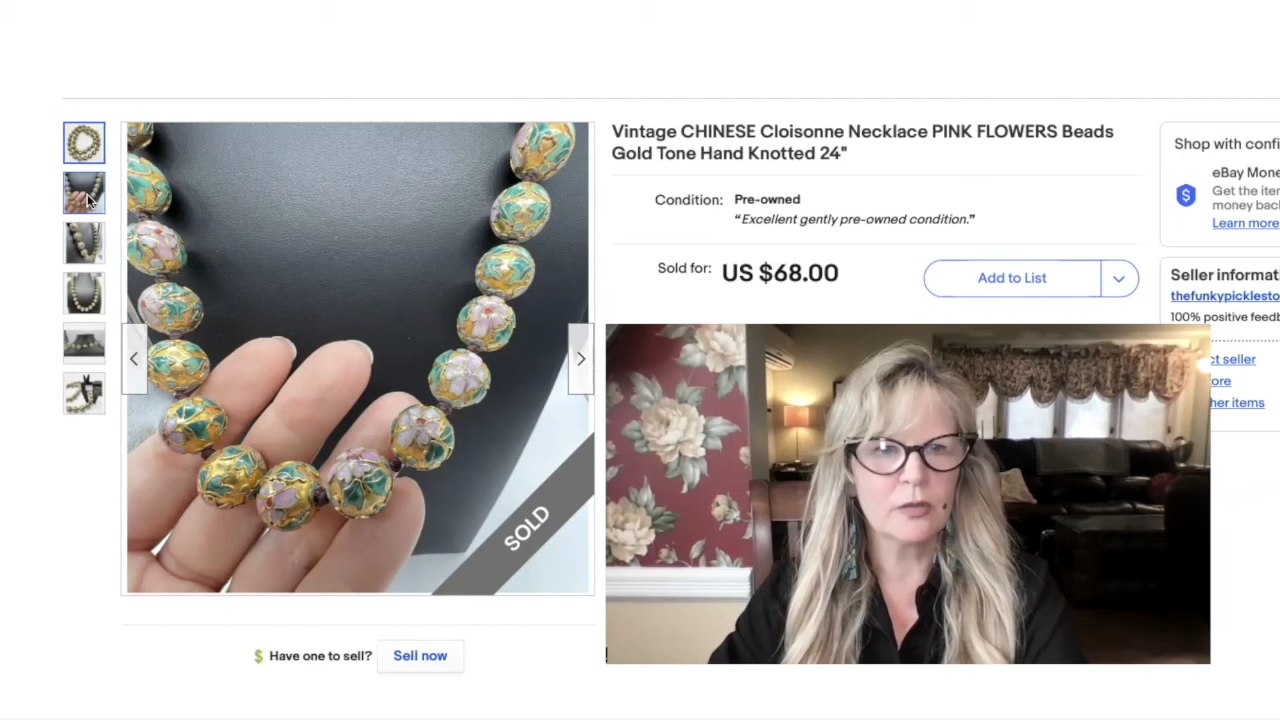 Vintage CHINESE Cloisonne Necklace PINK FLOWERS Beads
Gold Tone Hand Knotted 24"
Condition: Pre-owned
“Excellent gently pre-owned condition.”
Sold for: US $68.00
Add to List
SOLD
$ Have one to sell? Sell now
Shop with confi
eBay Mone
Get the iter
money back
Learn more
Seller informat
thefunkypicklesto
100% positive feedb
ct seller
ore
her items